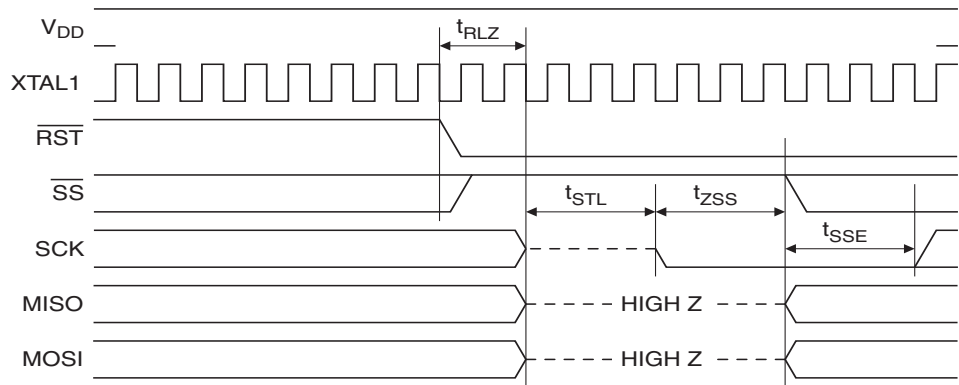 VDD
tRLZ
XTAL1
RST
SS
tSTL
tZSS
tSSE
SCK
MISO
HIGH Z
MOSI
HIGH Z